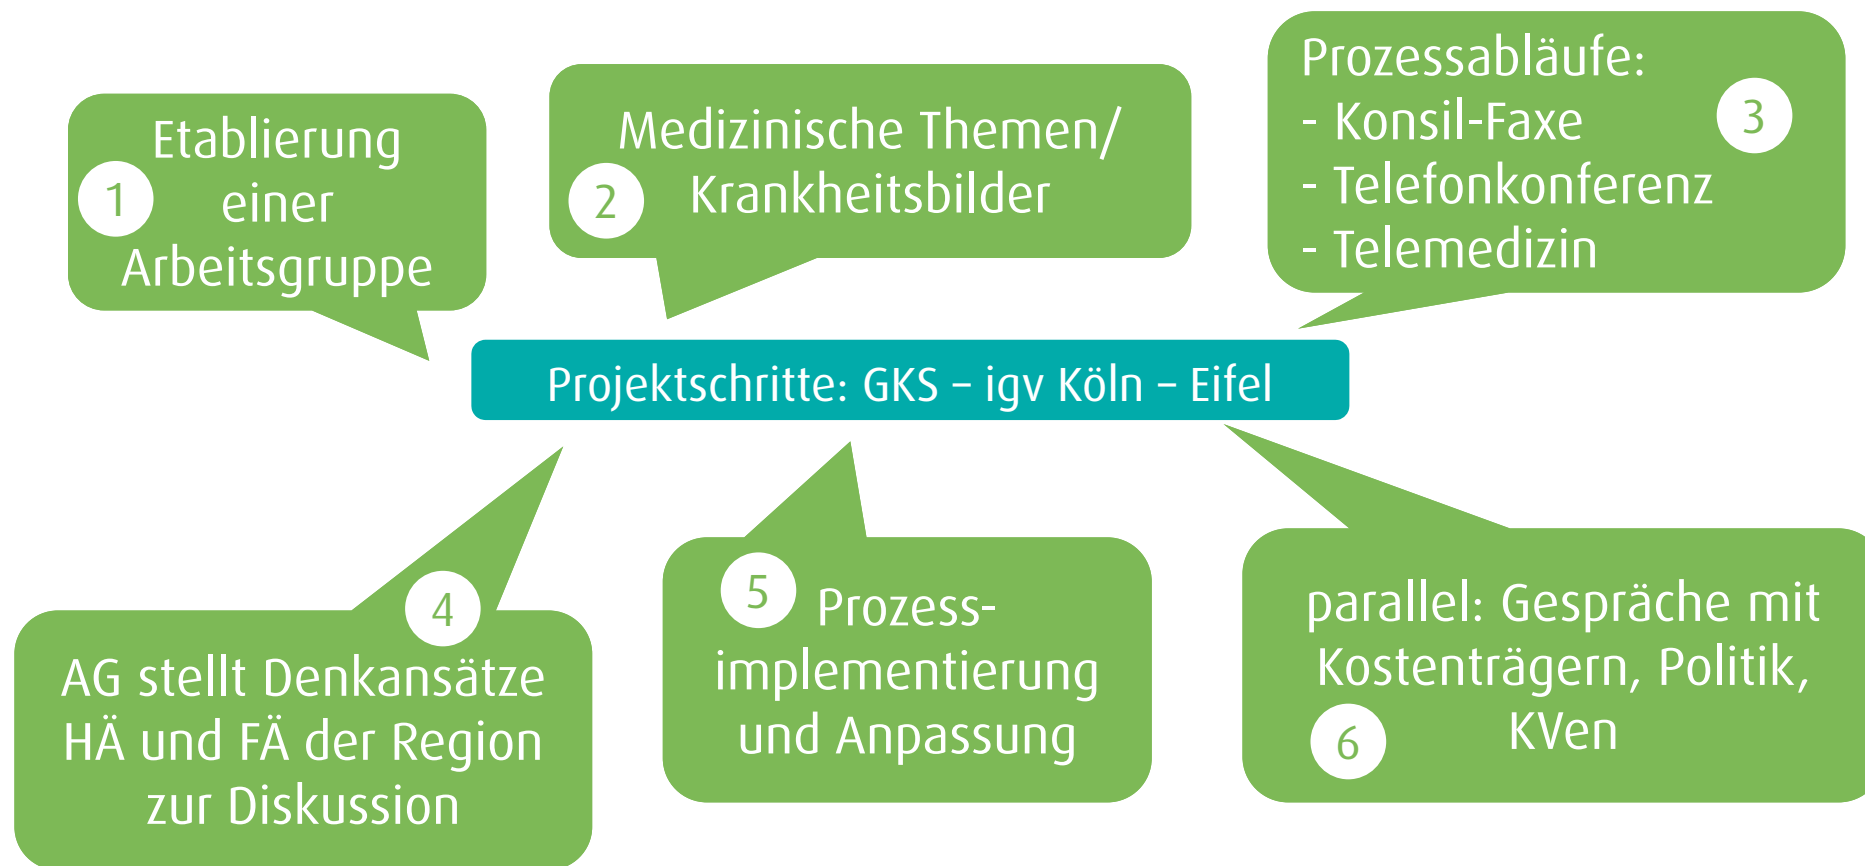 1
Etablierung
einer
Arbeitsgruppe
2
Medizinische Themen/
Krankheitsbilder
3
Prozessabläufe:
- Konsil-Faxe
- Telefonkonferenz
- Telemedizin
Projektschritte: GKS – igv Köln – Eifel
4
AG stellt Denkansätze
HÄ und FÄ der Region
zur Diskussion
5
Prozess-
implementierung
und Anpassung
6
parallel: Gespräche mit
Kostenträgern, Politik,
KVen